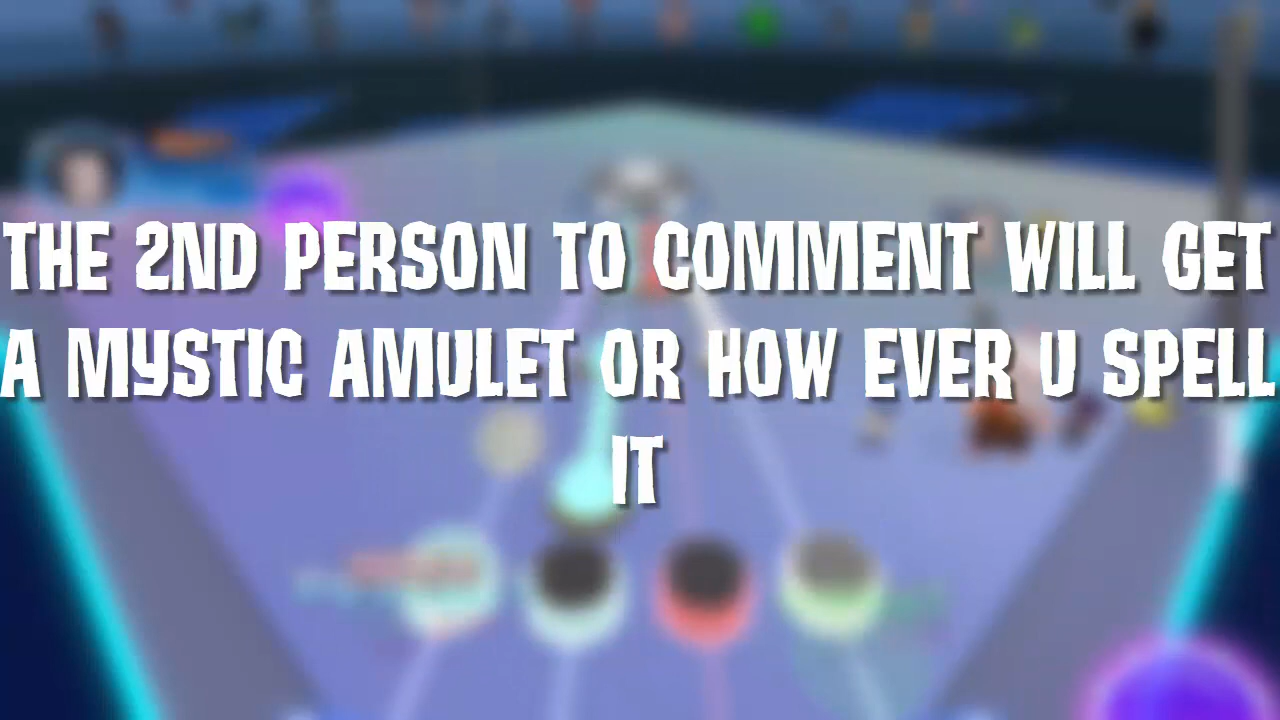 THE 2ND PERSON TO COMMENT WILL GET
A MYSTIC AMULET OR HOW EVER U SPELL
IT